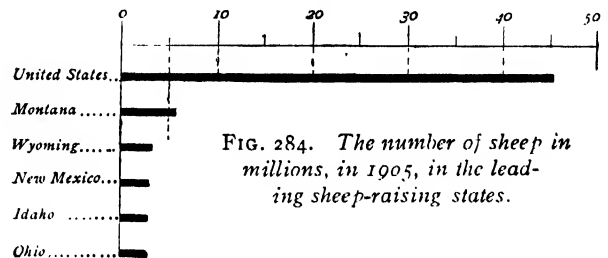 0 10 20 30 40 50
United States..
Montana ......
Wyoming......
New Mexico...
Idaho ........
Ohio..........
FIG. 284. The number of sheep in
millions, in 1905, in the lead-
ing sheep-raising states.